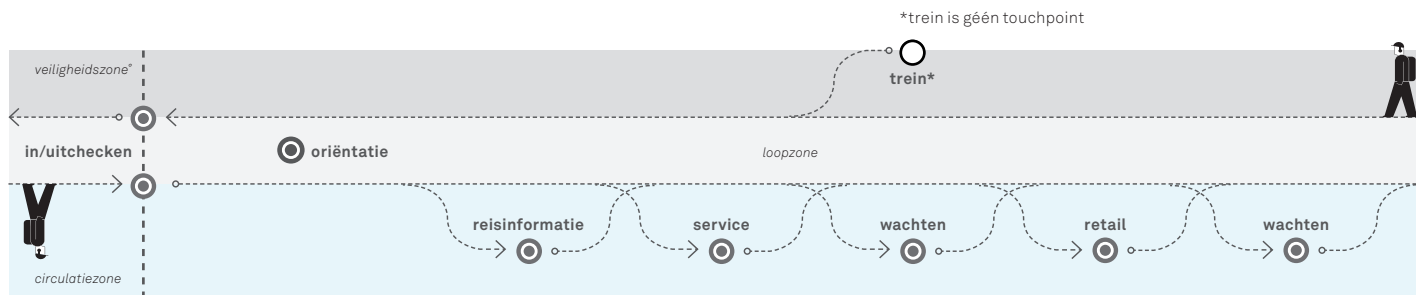 *trein is géén touchpoint
veiligheidszone°
trein*
in/uitchecken
oriëntatie
loopzone
reisinformatie
service
wachten
retail
wachten
circulatiezone